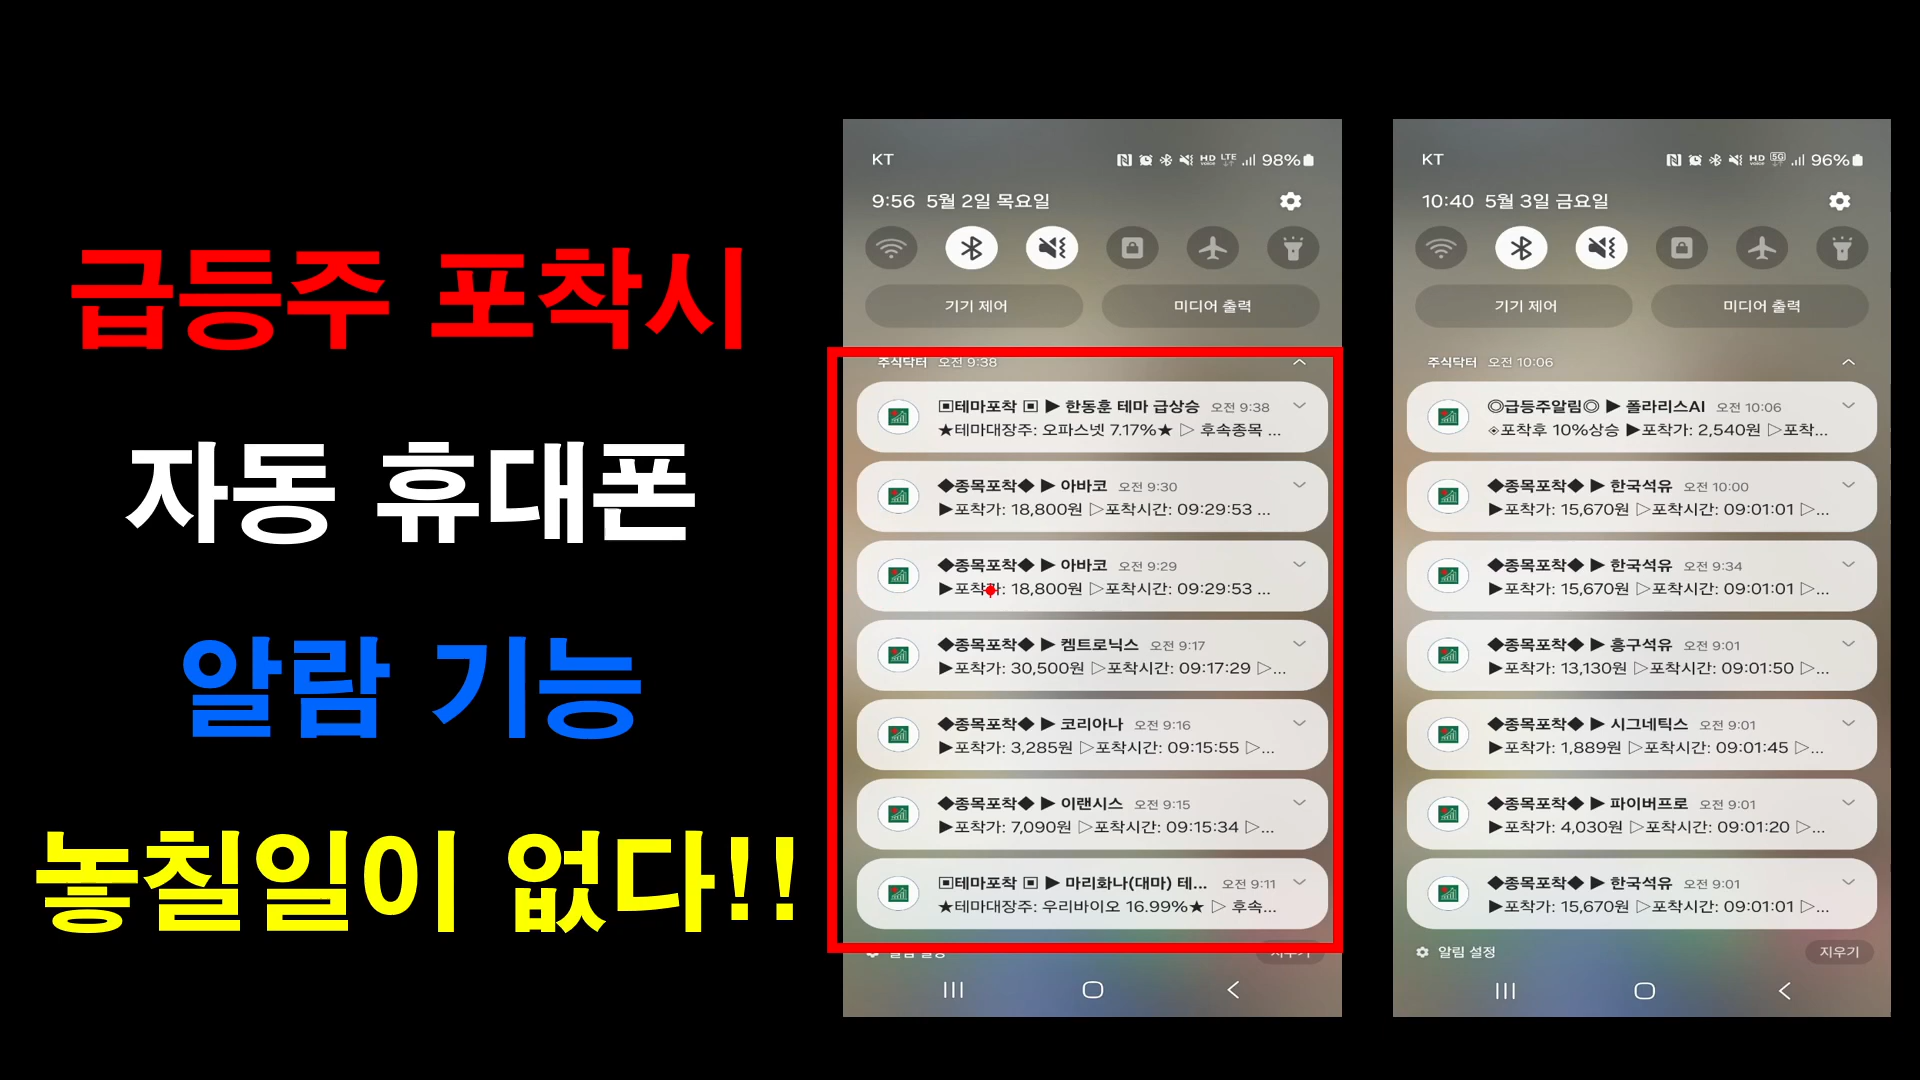 급등주 포착시
자동 휴대폰
알람 기능
놓칠일이 없다!!
KT
HD VOICE LTE 98%
9:56 5월 2일 목요일
기기 제어
미디어 출력
주식닥터 오전 9:38
▣테마포착 ▣ ▶ 한동훈 테마 급상승 오전 9:38
★테마대장주: 오파스넷 7.17%★ ▷ 후속종목 ...
◆종목포착◆ ▶ 아바코 오전 9:30
▶포착가: 18,800원 ▷포착시간: 09:29:53 ...
◆종목포착◆ ▶ 아바코 오전 9:29
▶포착가: 18,800원 ▷포착시간: 09:29:53 ...
◆종목포착◆ ▶ 켐트로닉스 오전 9:17
▶포착가: 30,500원 ▷포착시간: 09:17:29 ▷...
◆종목포착◆ ▶ 코리아나 오전 9:16
▶포착가: 3,285원 ▷포착시간: 09:15:55 ▷...
◆종목포착◆ ▶ 이랜시스 오전 9:15
▶포착가: 7,090원 ▷포착시간: 09:15:34 ▷...
▣테마포착 ▣ ▶ 마리화나(대마) 테... 오전 9:11
★테마대장주: 우리바이오 16.99%★ ▷ 후속...
알림 설정
지우기
KT
HD VOICE 5G 96%
10:40 5월 3일 금요일
기기 제어
미디어 출력
주식닥터 오전 10:06
◎급등주알림◎ ▶ 폴라리스AI 오전 10:06
◈포착후 10%상승 ▶포착가: 2,540원 ▷포착...
◆종목포착◆ ▶ 한국석유 오전 10:00
▶포착가: 15,670원 ▷포착시간: 09:01:01 ▷...
◆종목포착◆ ▶ 한국석유 오전 9:34
▶포착가: 15,670원 ▷포착시간: 09:01:01 ▷...
◆종목포착◆ ▶ 흥구석유 오전 9:01
▶포착가: 13,130원 ▷포착시간: 09:01:50 ▷...
◆종목포착◆ ▶ 시그네틱스 오전 9:01
▶포착가: 1,889원 ▷포착시간: 09:01:45 ▷...
◆종목포착◆ ▶ 파이버프로 오전 9:01
▶포착가: 4,030원 ▷포착시간: 09:01:20 ▷...
◆종목포착◆ ▶ 한국석유 오전 9:01
▶포착가: 15,670원 ▷포착시간: 09:01:01 ▷...
알림 설정
지우기